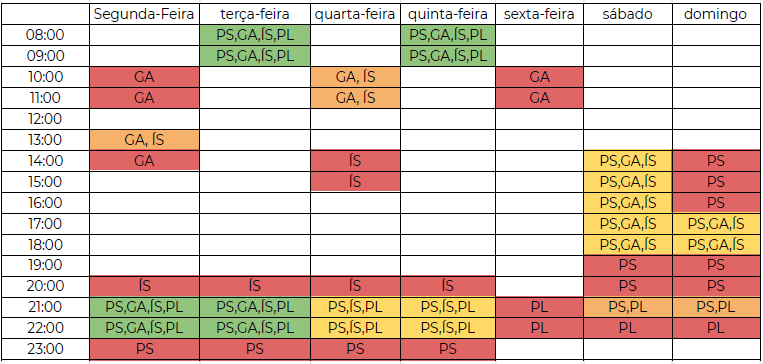 Segunda-Feira terça-feira quarta-feira quinta-feira sexta-feira sábado domingo
08:00 PS,GA,ÍS,PL PS,GA,ÍS,PL
09:00 PS,GA,ÍS,PL PS,GA,ÍS,PL
10:00 GA GA, ÍS GA
11:00 GA GA, ÍS GA
12:00
13:00 GA, ÍS
14:00 GA ÍS PS,GA,ÍS PS
15:00 ÍS PS,GA,ÍS PS
16:00 PS,GA,ÍS PS
17:00 PS,GA,ÍS PS,GA,ÍS
18:00 PS,GA,ÍS PS,GA,ÍS
19:00 PS PS
20:00 ÍS ÍS ÍS ÍS PS PS
21:00 PS,GA,ÍS,PL PS,GA,ÍS,PL PS,ÍS,PL PS,ÍS,PL PL PS,PL PS,PL
22:00 PS,GA,ÍS,PL PS,GA,ÍS,PL PS,ÍS,PL PS,ÍS,PL PL PL PL
23:00 PS PS PS PS